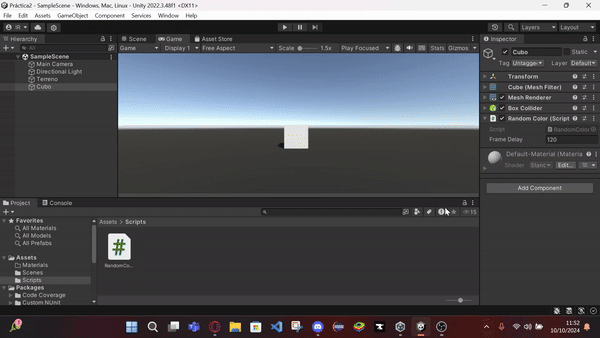 Práctica2 - SampleScene - Windows, Mac, Linux - Unity 2022.3.48f1 <DX11>
File Edit Assets GameObject Component Services Window Help
IR Layers Layout
Hierarchy Scene Game Asset Store Inspector
All Game Display 1 Free Aspect Scale 1.5x Play Focused Stats Gizmos Cubo Static
SampleScene Tag Untagge Layer Default
Main Camera
Directional Light Transform
Terreno Cube (Mesh Filter)
Cubo Mesh Renderer
Box Collider
Random Color (Script
Script RandomColor
Frame Delay 120
Default-Material (Materia
Shader Stanc Edit...
Add Component
Project Console
15
Favorites Assets > Scripts
All Materials
All Models
All Prefabs
Assets
Materials RandomCo...
Scenes
Scripts
Packages
Code Coverage
Custom NUnit
11:52
10/10/2024